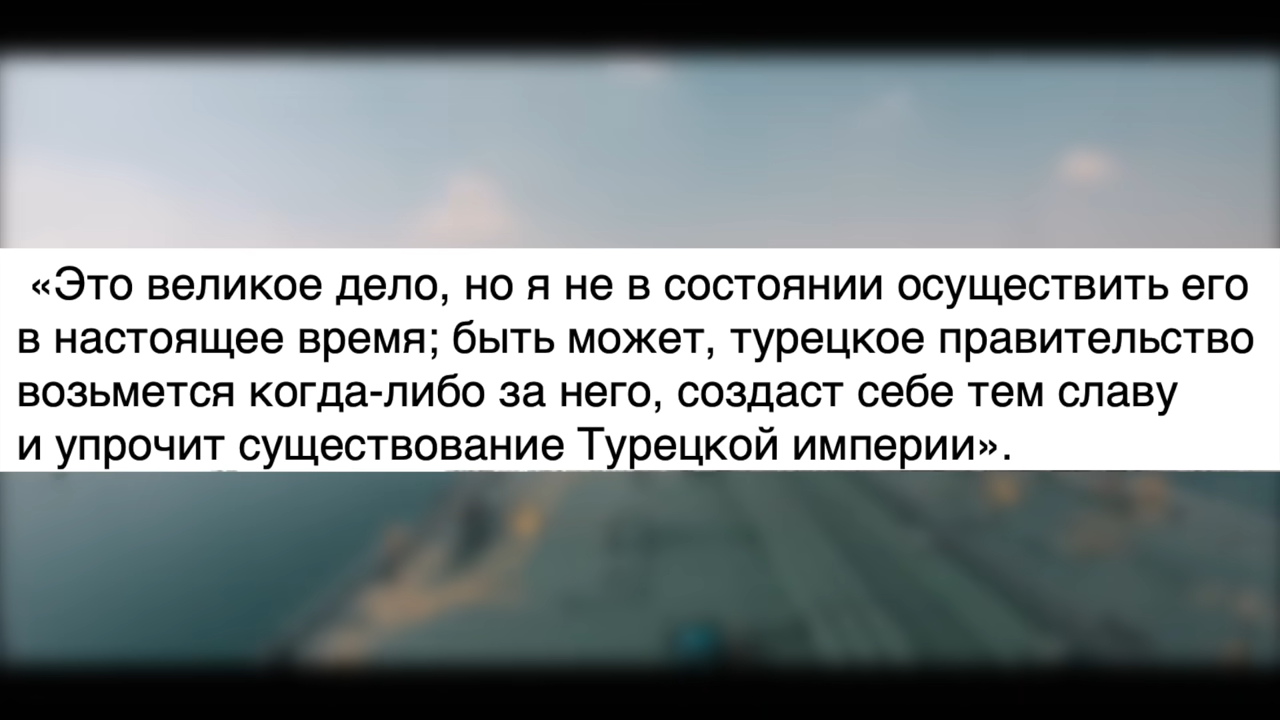 «Это великое дело, но я не в состоянии осуществить его
в настоящее время; быть может, турецкое правительство
возьмется когда-либо за него, создаст себе тем славу
и упрочит существование Турецкой империи».